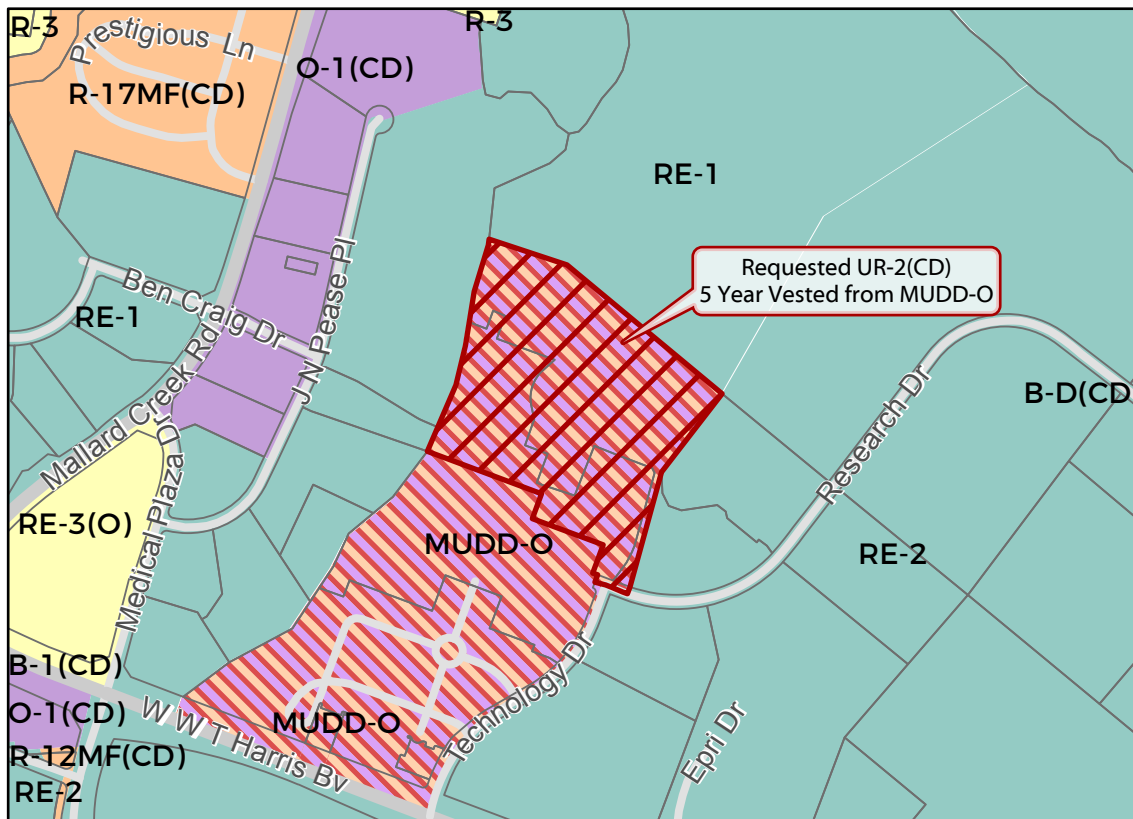 R-3
R-3
Prestigious Ln
O-1(CD)
R-17MF(CD)
RE-1
Requested UR-2(CD)
5 Year Vested from MUDD-O
Ben Craig Dr
J N Pease Pl
RE-1
Mallard Creek Rd
Research Dr
B-D(CD
Medical Plaza Dr
RE-3(O)
MUDD-O
RE-2
B-1(CD)
O-1(CD)
W W T Harris Bv
MUDD-O
Technology Dr
Epri Dr
R-12MF(CD)
RE-2